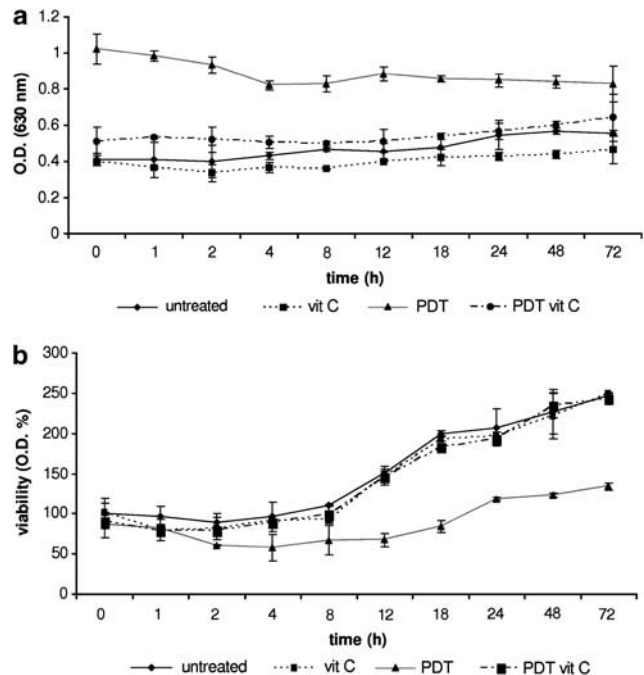 a
1.2
1
0.8
0.6
0.4
0.2
0
O.D. (630 nm)
0 1 2 4 8 12 18 24 48 72
time (h)
untreated vit C PDT PDT vit C
b
300
250
200
150
100
50
0
viability (O.D. %)
0 1 2 4 8 12 18 24 48 72
time (h)
untreated vit C PDT PDT vit C